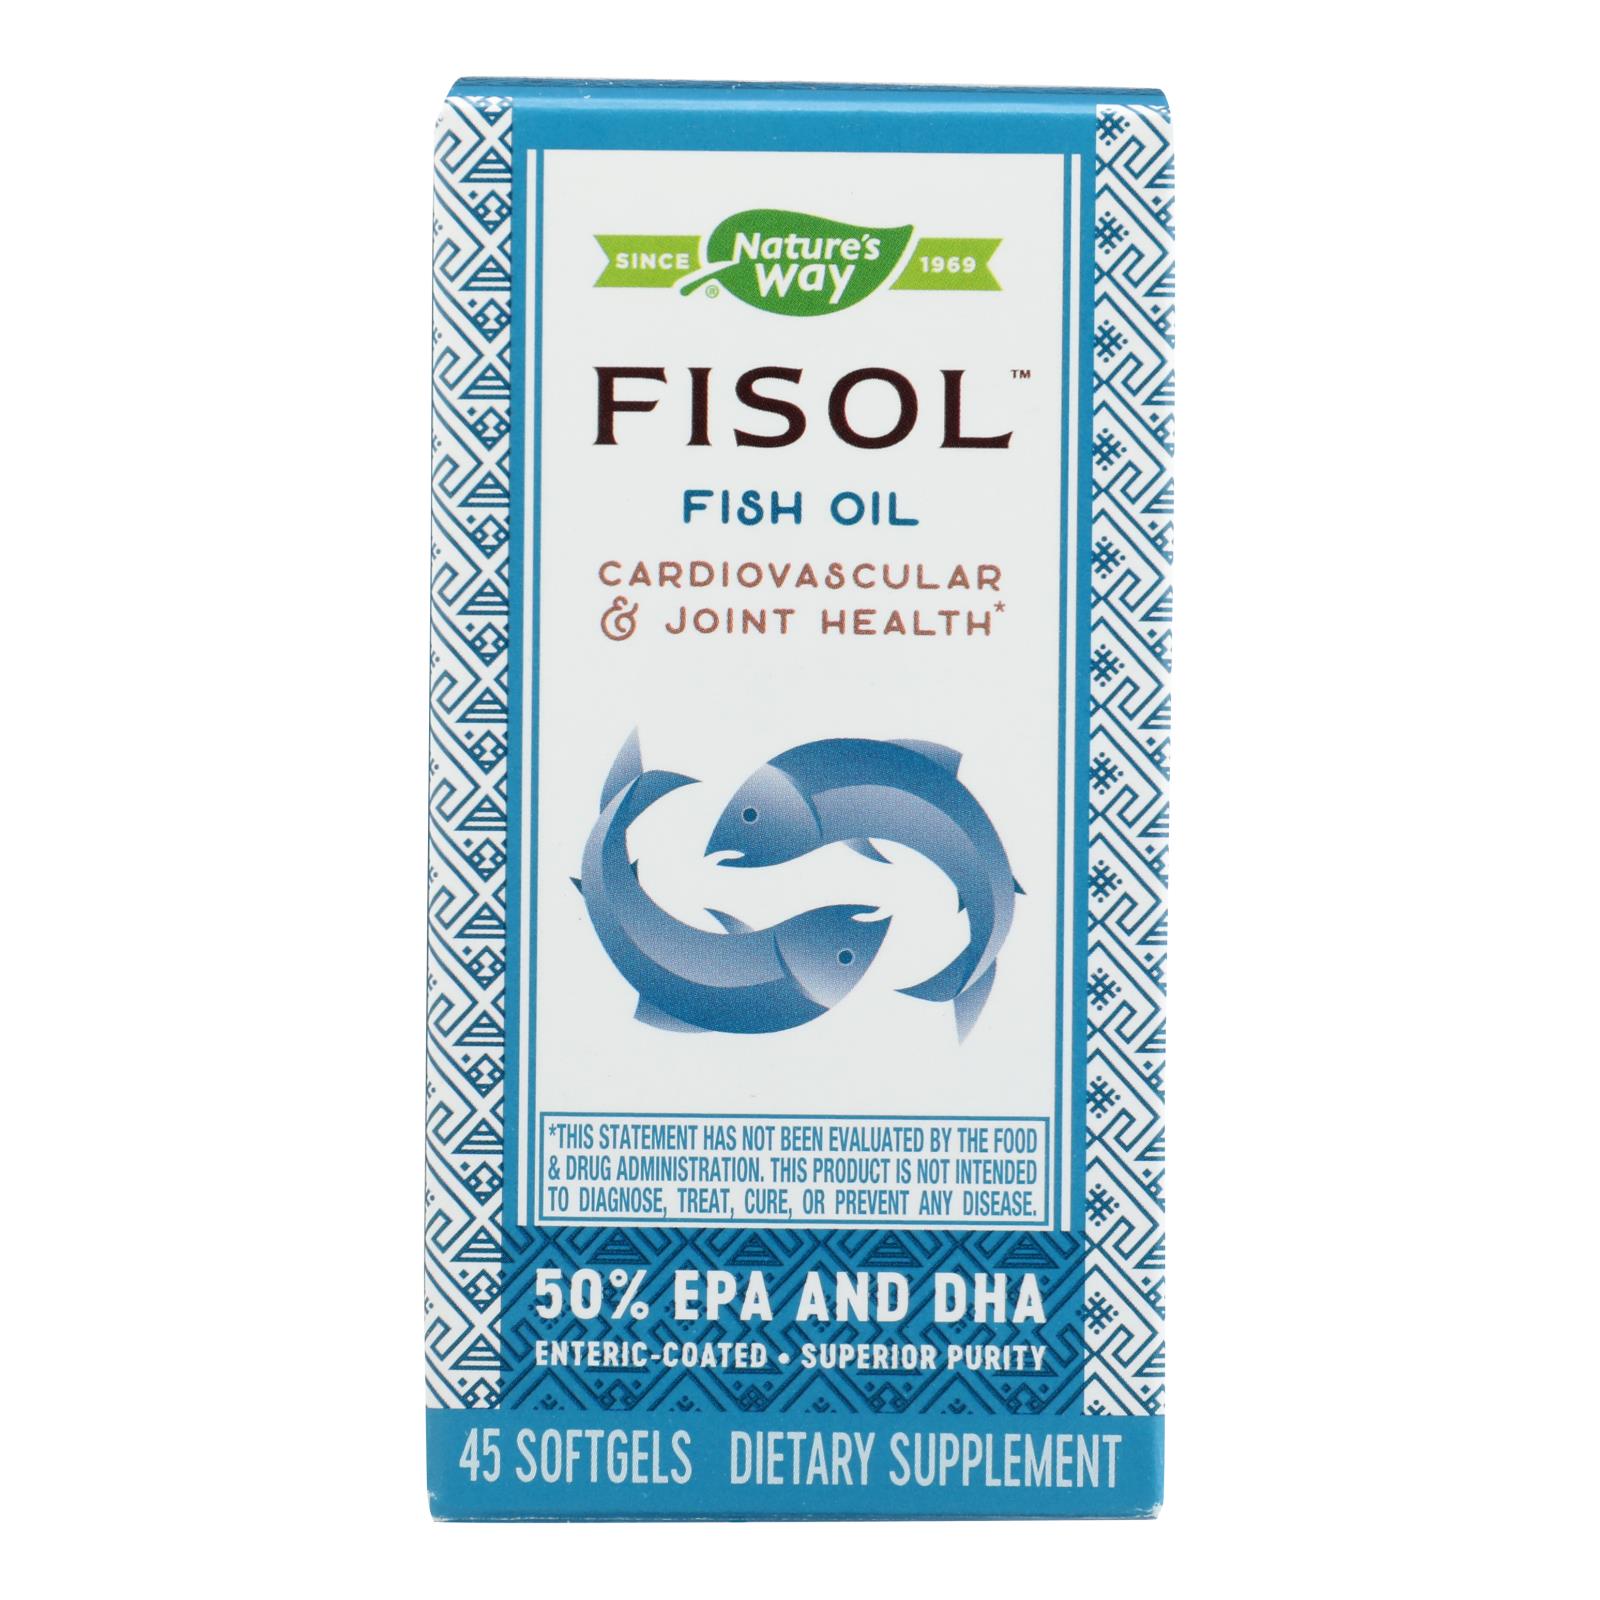 SINCE Nature's Way® 1969
FISOL™
FISH OIL
CARDIOVASCULAR
& JOINT HEALTH*
*THIS STATEMENT HAS NOT BEEN EVALUATED BY THE FOOD
& DRUG ADMINISTRATION. THIS PRODUCT IS NOT INTENDED
TO DIAGNOSE, TREAT, CURE, OR PREVENT ANY DISEASE.
50% EPA AND DHA
ENTERIC-COATED • SUPERIOR PURITY
45 SOFTGELS DIETARY SUPPLEMENT